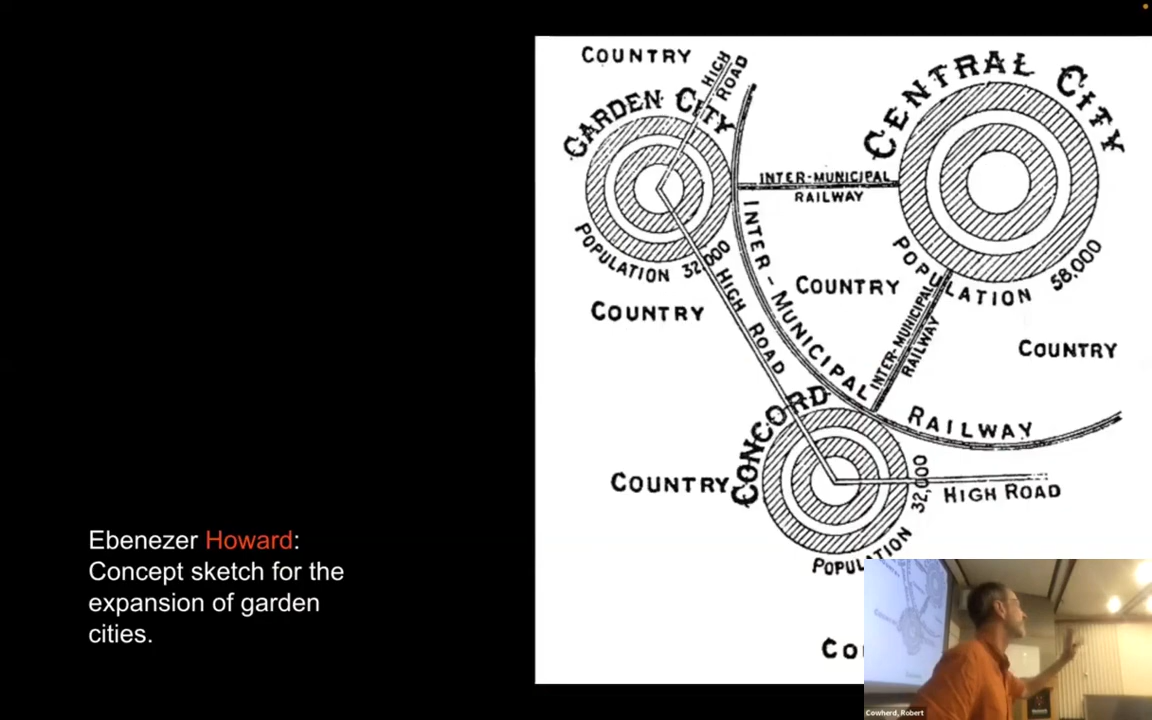 COUNTRY
HIGH
ROAD
GARDEN CITY
CENTRAL CITY
INTER-MUNICIPAL
RAILWAY
POPULATION 32,000
POPULATION 58,000
COUNTRY
COUNTRY
HIGH ROAD
INTER-MUNICIPAL RAILWAY
INTER-MUNICIPAL
RAILWAY
COUNTRY
CONCORD
COUNTRY
HIGH ROAD
POPULATION 32,000
Ebenezer Howard:
Concept sketch for the
expansion of garden
cities.
Cowherd, Robert